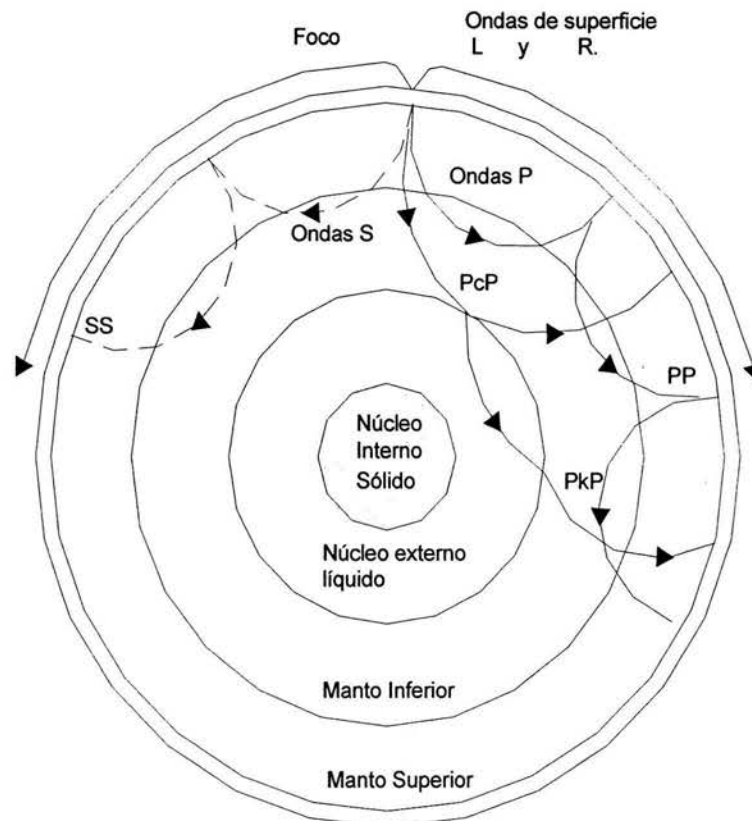 Ondas de superficie
Foco
L y R.
Ondas P
Ondas S
PcP
SS
PP
Núcleo
Interno
Sólido
PkP
Núcleo externo
líquido
Manto Inferior
Manto Superior